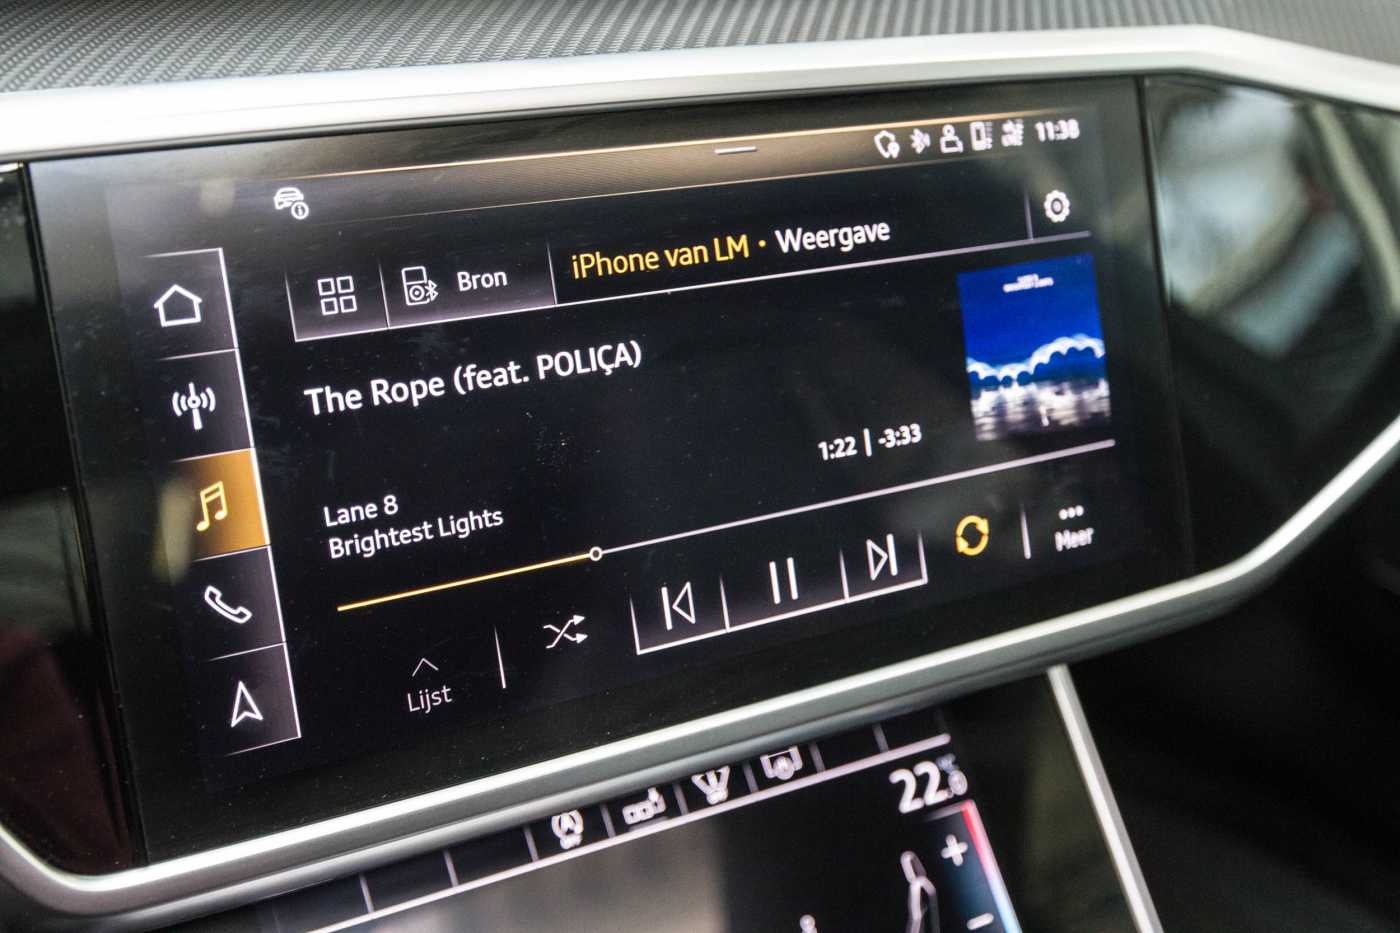 11:38
Bron
iPhone van LM • Weergave
The Rope (feat. POLIÇA)
1:22 | -3:33
Lane 8
Brightest Lights
Meer
Lijst
22.
A
OFF